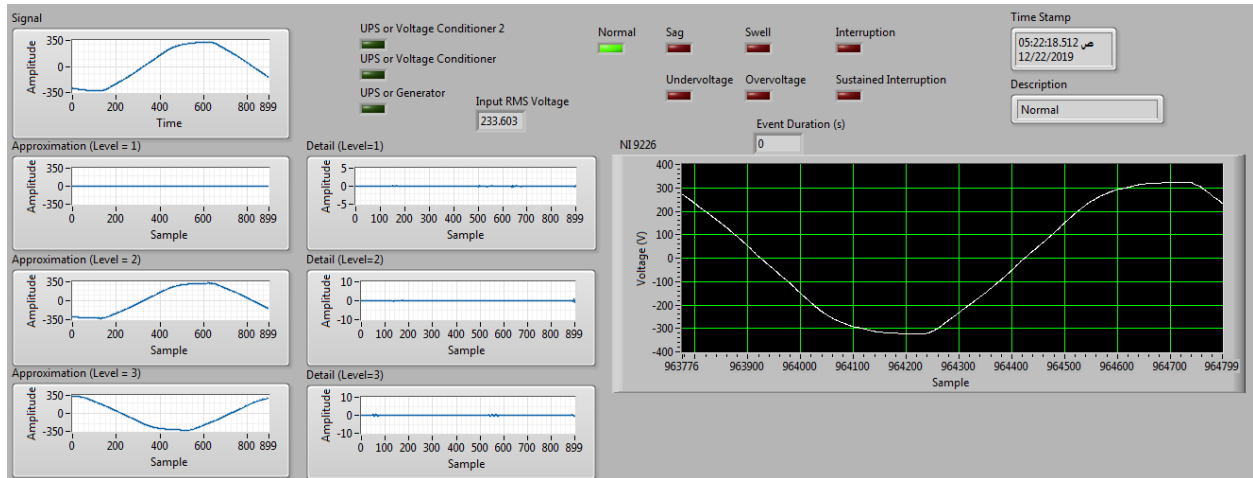 Signal
Amplitude
350
0
-350
0 200 400 600 800 899
Time
UPS or Voltage Conditioner 2
UPS or Voltage Conditioner
UPS or Generator
Input RMS Voltage
233.603
Normal Sag Swell Interruption
Undervoltage Overvoltage Sustained Interruption
Event Duration (s)
0
Time Stamp
05:22:18.512 ص
12/22/2019
Description
Normal
Approximation (Level = 1)
Amplitude
350
0
-350
0 200 400 600 800 899
Sample
Detail (Level=1)
Amplitude
5
0
-5
0 100 200 300 400 500 600 700 800 899
Sample
NI 9226
Voltage (V)
400
300
200
100
0
-100
-200
-300
-400
963776 963900 964000 964100 964200 964300 964400 964500 964600 964700 964799
Sample
Approximation (Level = 2)
Amplitude
350
0
-350
0 200 400 600 800 899
Sample
Detail (Level=2)
Amplitude
10
0
-10
0 100 200 300 400 500 600 700 800 899
Sample
Approximation (Level = 3)
Amplitude
350
0
-350
0 200 400 600 800 899
Sample
Detail (Level=3)
Amplitude
10
0
-10
0 100 200 300 400 500 600 700 800 899
Sample